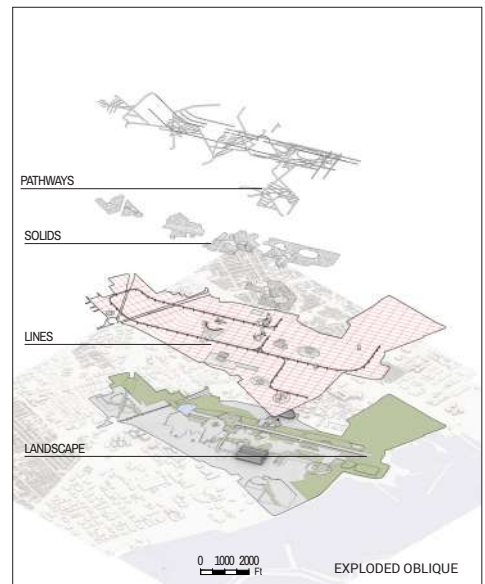 PATHWAYS
SOLIDS
LINES
LANDSCAPE
0 1000 2000
Ft
EXPLODED OBLIQUE